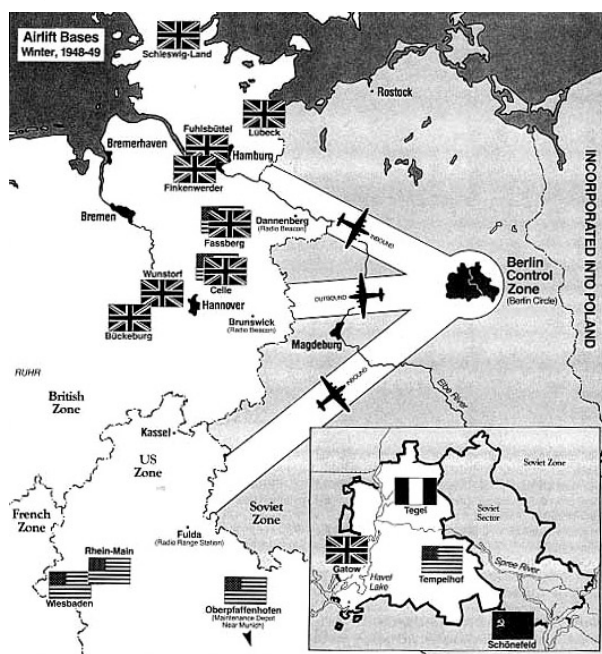 Airlift Bases
Winter, 1948-49
Schleswig-Land
Rostock
Lübeck
Fuhlsbüttel
Hamburg
Bremerhaven
Finkenwerder
Bremen
Dannenberg
(Radio Beacon)
Fassberg
INBOUND
INCORPORATED INTO POLAND
Berlin
Control
Zone
(Berlin Circle)
Wunstorf
Celle
OUTBOUND
Hannover
Bückeburg
Brunswick
(Radio Beacon)
Magdeburg
INBOUND
RUHR
British
Zone
Elbe River
Kassel
US
Zone
French
Zone
Soviet
Zone
Fulda
(Radio Range Station)
Rhein-Main
Wiesbaden
Oberpfaffenhofen
(Maintenance Depot
Near Munich)
Soviet Zone
Tegel
Soviet
Sector
Gatow
Tempelhof
Spree River
Havel
Lake
Schönefeld